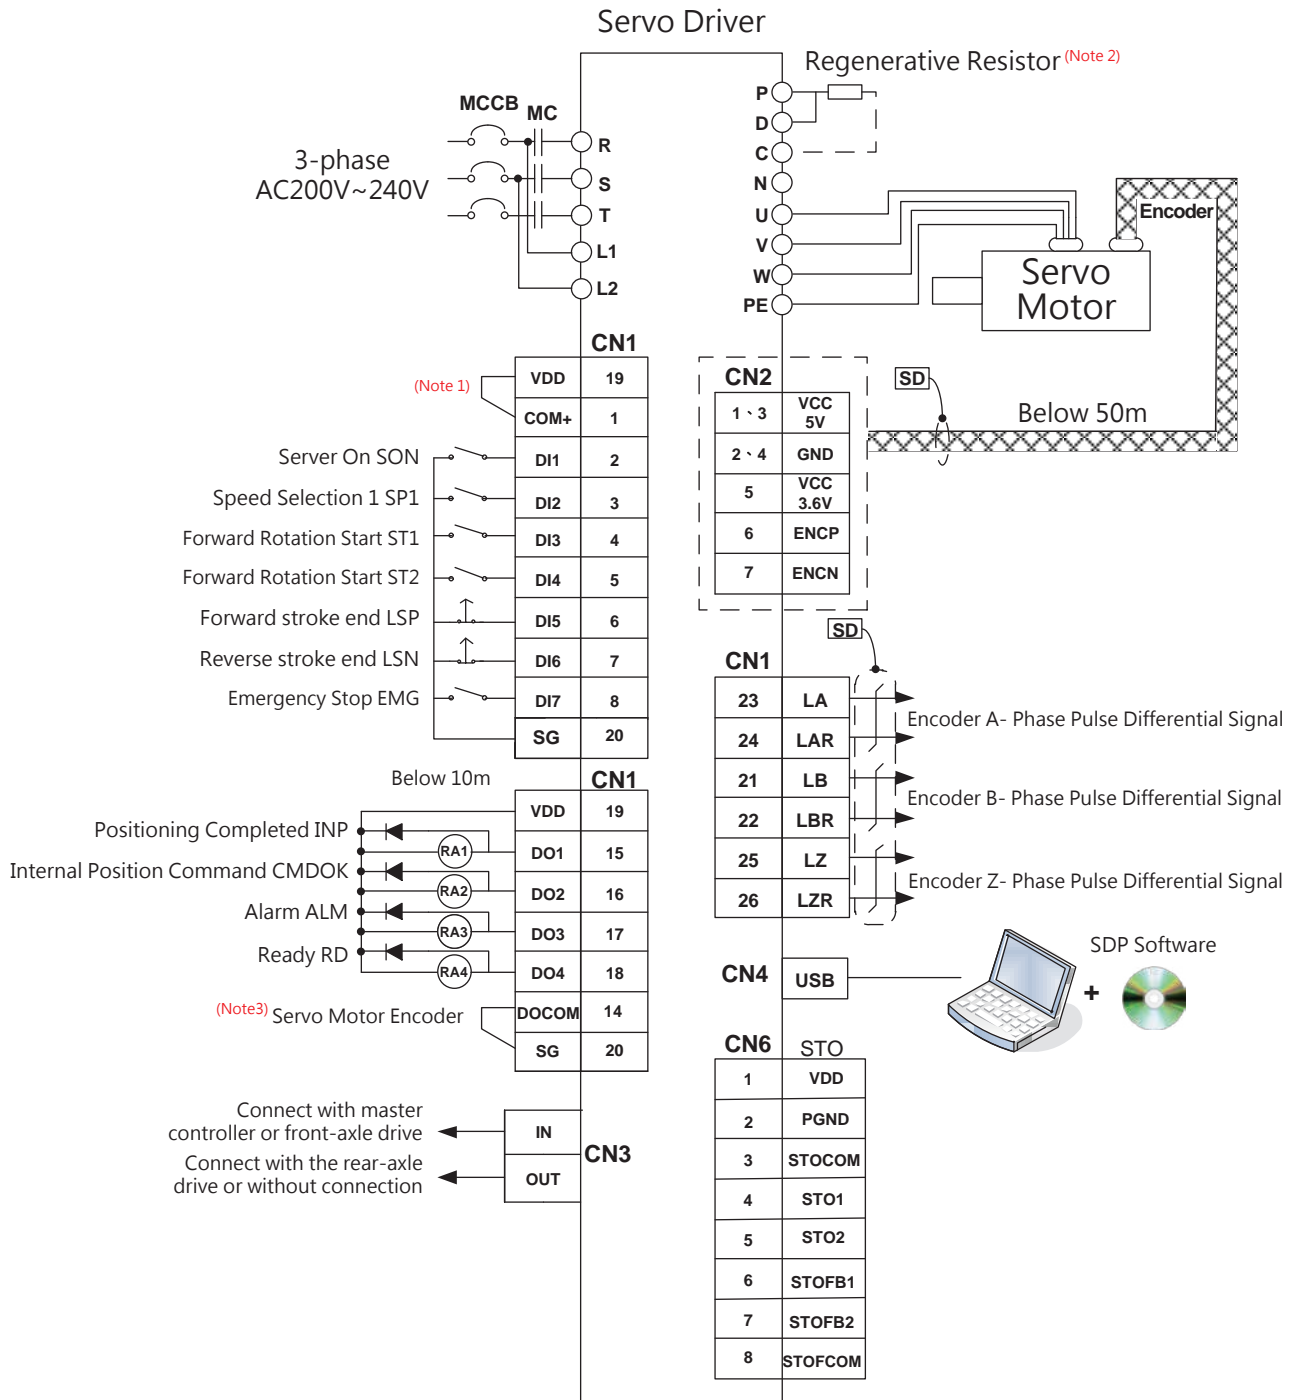 Servo Driver
MCCB MC
3-phase
AC200V~240V
R
S
T
L1
L2
Regenerative Resistor (Note 2)
P
D
C
N
U
V
W
PE
Encoder
Servo
Motor
CN1
(Note 1)
VDD 19
COM+ 1
Server On SON DI1 2
Speed Selection 1 SP1 DI2 3
Forward Rotation Start ST1 DI3 4
Forward Rotation Start ST2 DI4 5
Forward stroke end LSP DI5 6
Reverse stroke end LSN DI6 7
Emergency Stop EMG DI7 8
SG 20
CN2
SD
Below 50m
1、3 VCC 5V
2、4 GND
5 VCC 3.6V
6 ENCP
7 ENCN
Below 10m
CN1
VDD 19
Positioning Completed INP RA1 DO1 15
Internal Position Command CMDOK RA2 DO2 16
Alarm ALM RA3 DO3 17
Ready RD RA4 DO4 18
(Note3) Servo Motor Encoder DOCOM 14
SG 20
SD
CN1
23 LA
24 LAR
Encoder A- Phase Pulse Differential Signal
21 LB
22 LBR
Encoder B- Phase Pulse Differential Signal
25 LZ
26 LZR
Encoder Z- Phase Pulse Differential Signal
CN4 USB
SDP Software
+
Connect with master
controller or front-axle drive
IN
CN3
Connect with the rear-axle
drive or without connection
OUT
CN6 STO
1 VDD
2 PGND
3 STOCOM
4 STO1
5 STO2
6 STOFB1
7 STOFB2
8 STOFCOM